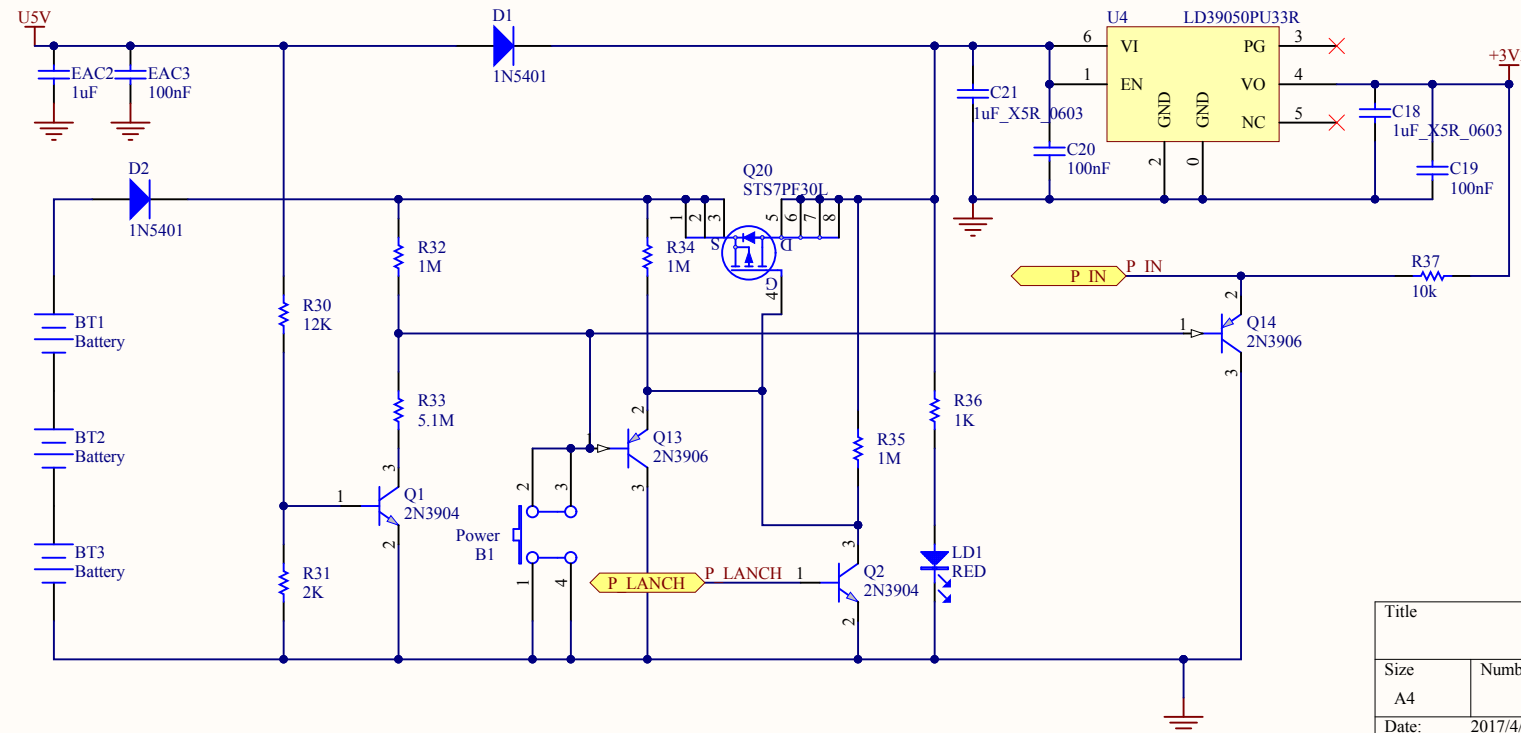 U5V
D1
1N5401
EAC2
1uF
EAC3
100nF
U4
LD39050PU33R
6
VI
PG
3
1
EN
VO
4
GND
GND
NC
5
2
0
+3V
C21
1uF_X5R_0603
C20
100nF
C18
1uF_X5R_0603
C19
100nF
D2
1N5401
Q20
STS7PF30L
1
2
3
5
6
7
8
S
D
G
4
R32
1M
R34
1M
P_IN
P_IN
R37
10k
R30
12K
BT1
Battery
1
2
Q14
2N3906
3
R33
5.1M
R36
1K
BT2
Battery
2
1
Q13
2N3906
3
R35
1M
2
3
3
1
Q1
2N3904
2
Power
B1
1
4
BT3
Battery
R31
2K
P_LANCH
P_LANCH
1
3
Q2
2N3904
2
LD1
RED
Title
Size
Numb
A4
Date:
2017/4/